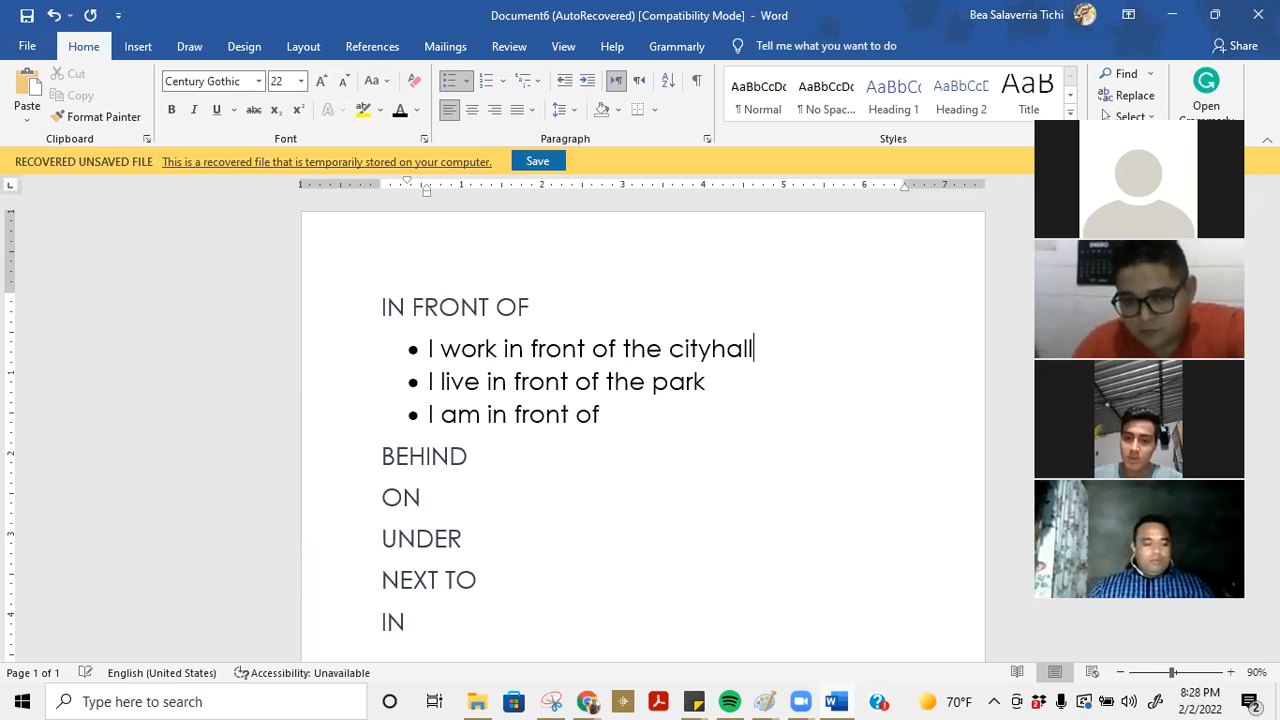 Document6 (AutoRecovered) [Compatibility Mode] - Word
Bea Salaverria Tichi
File Home Insert Draw Design Layout References Mailings Review View Help Grammarly Tell me what you want to do Share
Paste
Cut
Copy
Format Painter
Clipboard
Century Gothic 22
Font
Paragraph
AaBbCcDc AaBbCcDc AaBbCc AaBbCcD AaB
¶ Normal ¶ No Spac... Heading 1 Heading 2 Title
Styles
Find
Replace
Select
Open
RECOVERED UNSAVED FILE This is a recovered file that is temporarily stored on your computer. Save
ENERO
IN FRONT OF
• I work in front of the cityhall
• I live in front of the park
• I am in front of
BEHIND
ON
UNDER
NEXT TO
IN
Page 1 of 1 English (United States) Accessibility: Unavailable 90%
Type here to search
70°F
8:28 PM
2/2/2022
2